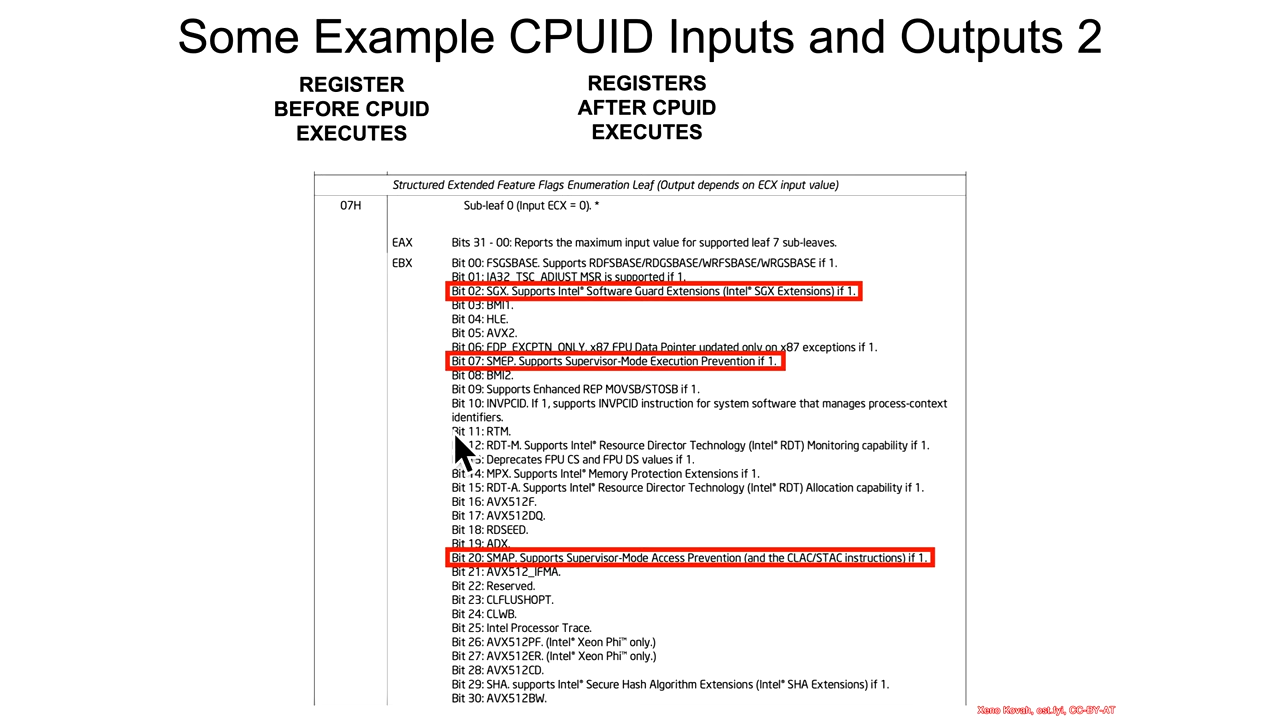 Some Example CPUID Inputs and Outputs 2
REGISTER
BEFORE CPUID
EXECUTES
REGISTERS
AFTER CPUID
EXECUTES
Structured Extended Feature Flags Enumeration Leaf (Output depends on ECX input value)
07H
Sub-leaf 0 (Input ECX = 0). *
EAX Bits 31 - 00: Reports the maximum input value for supported leaf 7 sub-leaves.
EBX Bit 00: FSGSBASE. Supports RDFSBASE/RDGSBASE/WRFSBASE/WRGSBASE if 1.
Bit 01: IA32_TSC_ADJUST MSR is supported if 1.
Bit 02: SGX. Supports Intel® Software Guard Extensions (Intel® SGX Extensions) if 1.
Bit 03: BMI1.
Bit 04: HLE.
Bit 05: AVX2.
Bit 06: FDP_EXCPTN_ONLY. x87 FPU Data Pointer updated only on x87 exceptions if 1.
Bit 07: SMEP. Supports Supervisor-Mode Execution Prevention if 1.
Bit 08: BMI2.
Bit 09: Supports Enhanced REP MOVSB/STOSB if 1.
Bit 10: INVPCID. If 1, supports INVPCID instruction for system software that manages process-context
identifiers.
Bit 11: RTM.
12: RDT-M. Supports Intel® Resource Director Technology (Intel® RDT) Monitoring capability if 1.
Deprecates FPU CS and FPU DS values if 1.
Bit 14: MPX. Supports Intel® Memory Protection Extensions if 1.
Bit 15: RDT-A. Supports Intel® Resource Director Technology (Intel® RDT) Allocation capability if 1.
Bit 16: AVX512F.
Bit 17: AVX512DQ.
Bit 18: RDSEED.
Bit 19: ADX.
Bit 20: SMAP. Supports Supervisor-Mode Access Prevention (and the CLAC/STAC instructions) if 1.
Bit 21: AVX512_IFMA.
Bit 22: Reserved.
Bit 23: CLFLUSHOPT.
Bit 24: CLWB.
Bit 25: Intel Processor Trace.
Bit 26: AVX512PF. (Intel® Xeon Phi™ only.)
Bit 27: AVX512ER. (Intel® Xeon Phi™ only.)
Bit 28: AVX512CD.
Bit 29: SHA. supports Intel® Secure Hash Algorithm Extensions (Intel® SHA Extensions) if 1.
Bit 30: AVX512BW.
Xeno Kovah, ost.fyi, CC-BY-AT